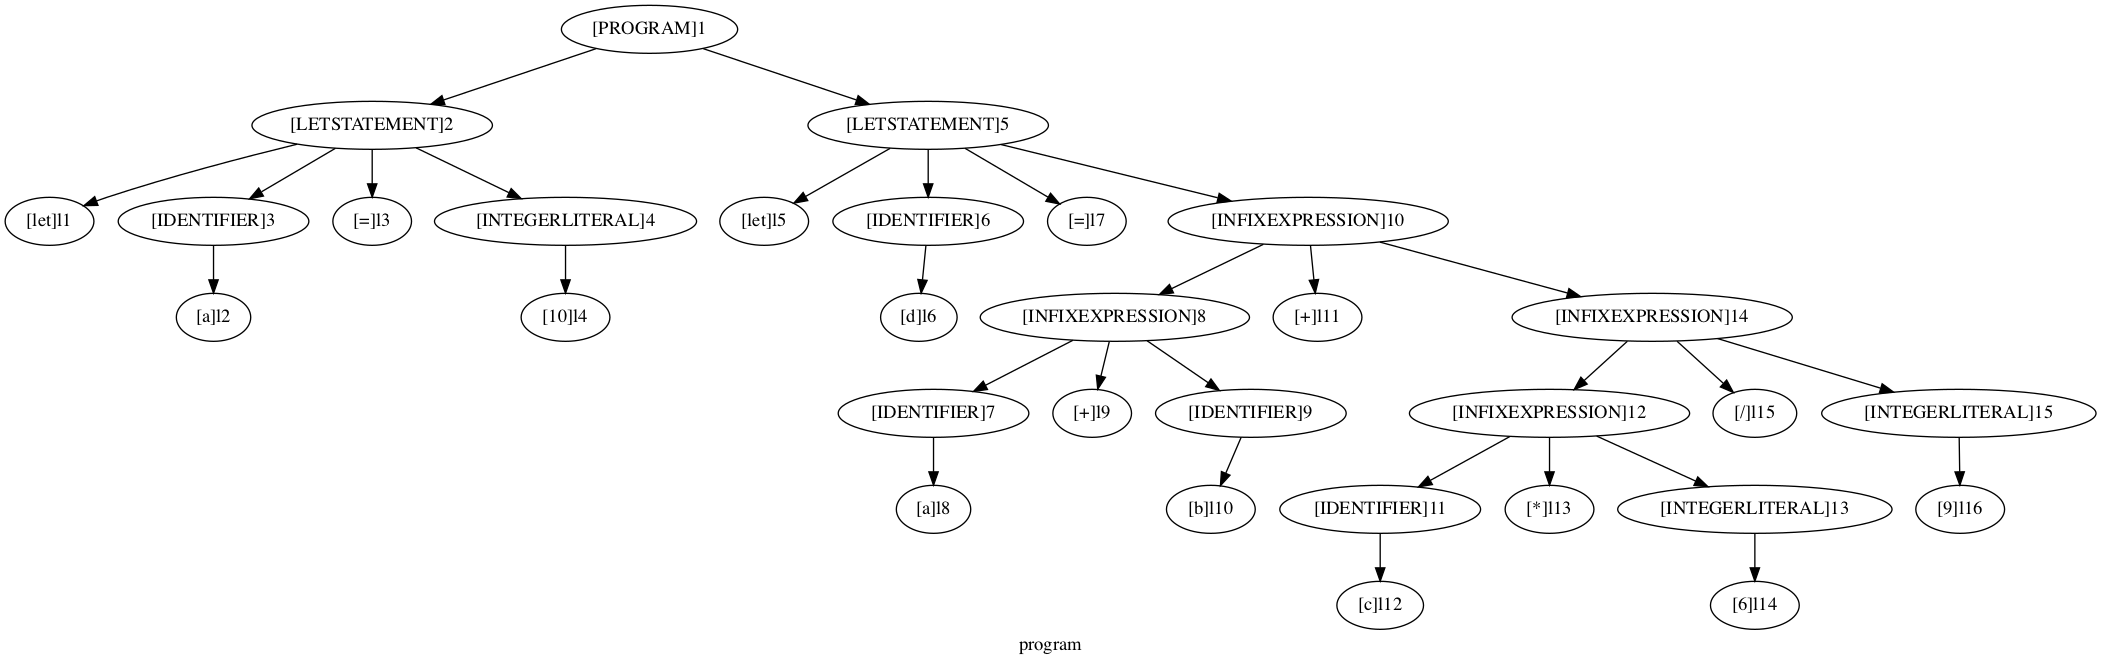 [PROGRAM]1
[LETSTATEMENT]2 [LETSTATEMENT]5
[let]l1 [IDENTIFIER]3 [=]l3 [INTEGERLITERAL]4 [let]l5 [IDENTIFIER]6 [=]l7 [INFIXEXPRESSION]10
[a]l2 [10]l4 [d]l6 [INFIXEXPRESSION]8 [+]l11 [INFIXEXPRESSION]14
[IDENTIFIER]7 [+]l9 [IDENTIFIER]9 [INFIXEXPRESSION]12 [/]l15 [INTEGERLITERAL]15
[a]l8 [b]l10 [IDENTIFIER]11 [*]l13 [INTEGERLITERAL]13 [9]l16
[c]l12 [6]l14
program